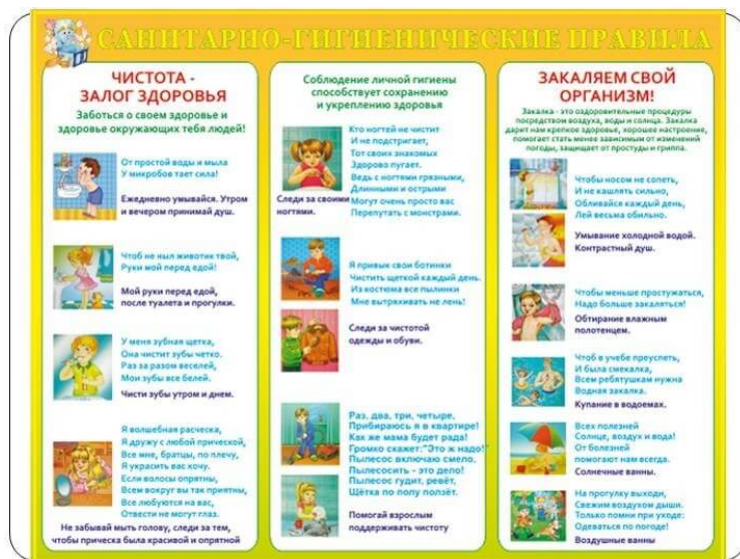 САНИТАРНО-ГИГИЕНИЧЕСКИЕ ПРАВИЛА
ЧИСТОТА -
ЗАЛОГ ЗДОРОВЬЯ
Заботься о своем здоровье и
здоровье окружающих тебя людей!
От простой воды и мыла
У микробов тает сила!
Ежедневно умывайся. Утром
и вечером принимай душ.
Чтоб не ныл животик твой,
Руки мой перед едой!
Мой руки перед едой,
после туалета и прогулки.
У меня зубная щетка,
Она чистит зубы четко.
Раз за разом веселей,
Мои зубы все белей.
Чисти зубы утром и днем.
Я волшебная расческа,
Я дружу с любой прической,
Все мне, братцы, по плечу,
Я украсить вас хочу.
Если волосы опрятны,
Всем вокруг вы так приятны,
Все любуются на вас,
Отвести не могут глаз.
Не забывай мыть голову, следи за тем,
чтобы прическа была красивой и опрятной
Соблюдение личной гигиены
способствует сохранению
и укреплению здоровья
Кто ногтей не чистит
И не подстригает,
Тот своих знакомых
Здорово пугает.
Ведь с ногтями грязными,
Длинными и острыми
Могут очень просто вас
Перепутать с монстрами.
Следи за своими
ногтями.
Я привык свои ботинки
Чистить щеткой каждый день.
Из костюма все пылинки
Мне вытряхивать не лень!
Следи за чистотой
одежды и обуви.
Раз, два, три, четыре,
Прибираюсь я в квартире!
Как же мама будет рада!
Громко скажет:"Это ж надо!"
Пылесос включаю смело,
Пылесосить - это дело!
Пылесос гудит, ревёт,
Щётка по полу ползёт.
Помогай взрослым
поддерживать чистоту
ЗАКАЛЯЕМ СВОЙ
ОРГАНИЗМ!
Закалка - это оздоровительные процедуры
посредством воздуха, воды и солнца. Закалка
дарит нам крепкое здоровье, хорошее настроение,
помогает стать менее зависимым от изменений
погоды, защищает от простуды и гриппа.
Чтобы носом не сопеть,
И не кашлять сильно,
Обливайся каждый день,
Лей весьма обильно.
Умывание холодной водой.
Контрастный душ.
Чтобы меньше простужаться,
Надо больше закаляться!
Обтирание влажным
полотенцем.
Чтоб в учебе преуспеть,
И была смекалка,
Всем ребятушкам нужна
Водная закалка.
Купание в водоемах.
Всех полезней
Солнце, воздух и вода!
От болезней
помогают нам всегда.
Солнечные ванны.
На прогулку выходи,
Свежим воздухом дыши.
Только помни при уходе:
Одеваться по погоде!
Воздушные ванны